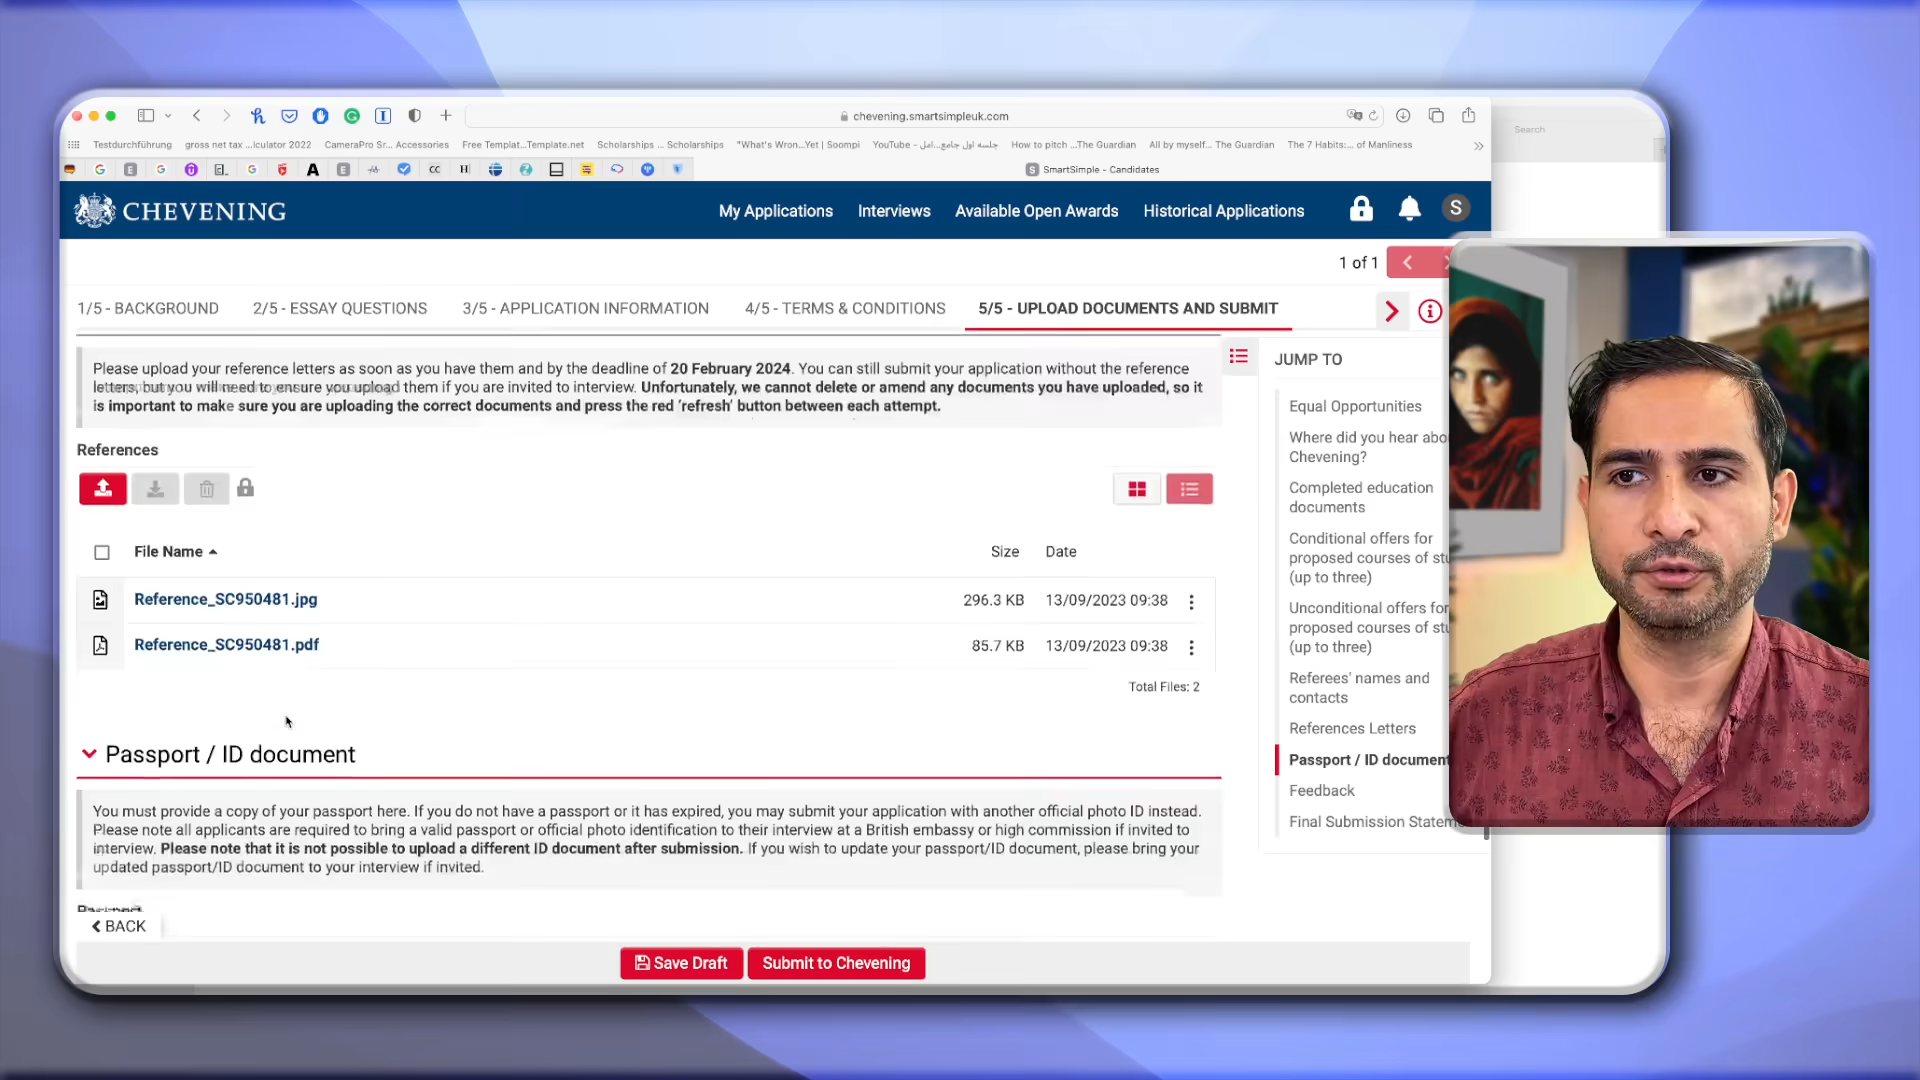 chevening.smartsimpleuk.com
Search
Testdurchführung
gross net tax ...lculator 2022
CameraPro Sr... Accessories
Free Templat...Template.net
Scholarships ... Scholarships
"What's Wron...Yet | Soompi
جلسه اول جامع...امل - YouTube
How to pitch ...The Guardian
All by myself... The Guardian
The 7 Habits:... of Manliness
SmartSimple - Candidates
CHEVENING
My Applications
Interviews
Available Open Awards
Historical Applications
S
1 of 1
1/5 - BACKGROUND
2/5 - ESSAY QUESTIONS
3/5 - APPLICATION INFORMATION
4/5 - TERMS & CONDITIONS
5/5 - UPLOAD DOCUMENTS AND SUBMIT
Please upload your reference letters as soon as you have them and by the deadline of 20 February 2024. You can still submit your application without the reference
letters, but you will need to ensure you upload them if you are invited to interview. Unfortunately, we cannot delete or amend any documents you have uploaded, so it
is important to make sure you are uploading the correct documents and press the red 'refresh' button between each attempt.
References
File Name
Size
Date
Reference_SC950481.jpg
296.3 KB
13/09/2023 09:38
Reference_SC950481.pdf
85.7 KB
13/09/2023 09:38
Total Files: 2
Passport / ID document
You must provide a copy of your passport here. If you do not have a passport or it has expired, you may submit your application with another official photo ID instead.
Please note all applicants are required to bring a valid passport or official photo identification to their interview at a British embassy or high commission if invited to
interview. Please note that it is not possible to upload a different ID document after submission. If you wish to update your passport/ID document, please bring your
updated passport/ID document to your interview if invited.
BACK
Save Draft
Submit to Chevening
JUMP TO
Equal Opportunities
Where did you hear abo
Chevening?
Completed education
documents
Conditional offers for
proposed courses of stu
(up to three)
Unconditional offers for
proposed courses of stu
(up to three)
Referees' names and
contacts
References Letters
Passport / ID document
Feedback
Final Submission Statem